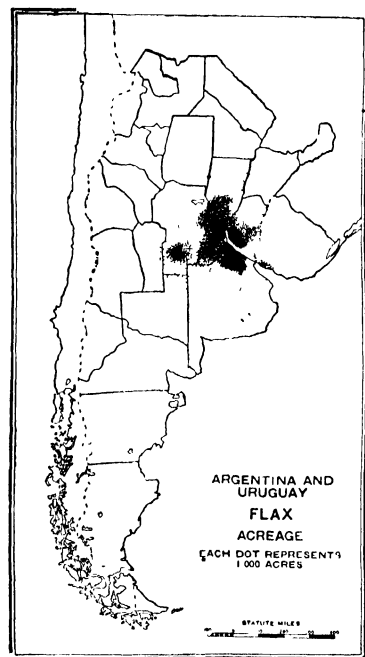 ARGENTINA AND
URUGUAY
FLAX
ACREAGE
EACH DOT REPRESENTS
1 000 ACRES
STATUTE MILES